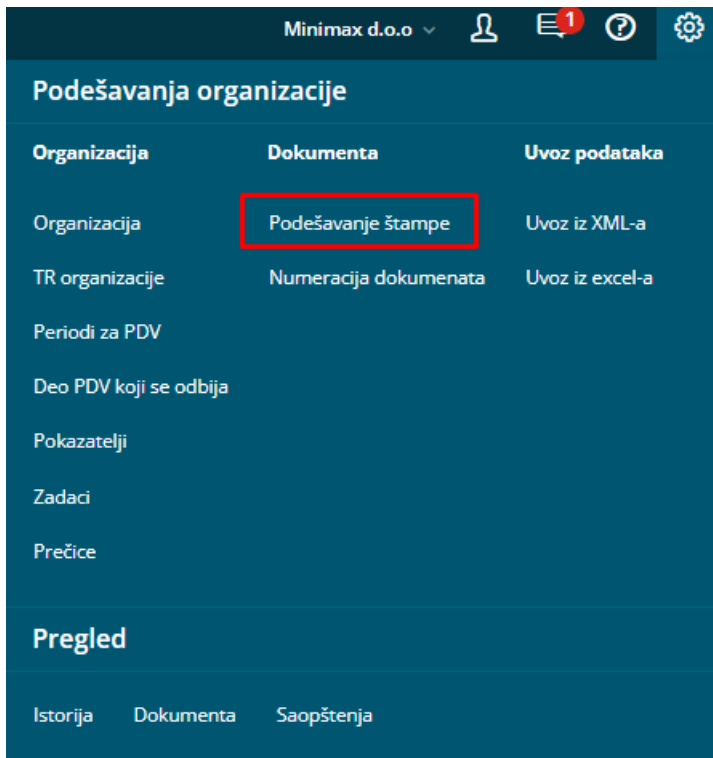 Minimax d.o.o
1
Podešavanja organizacije
Organizacija Dokumenta Uvoz podataka
Organizacija Podešavanje štampe Uvoz iz XML-a
TR organizacije Numeracija dokumenata Uvoz iz excel-a
Periodi za PDV
Deo PDV koji se odbija
Pokazatelji
Zadaci
Prečice
Pregled
Istorija Dokumenta Saopštenja